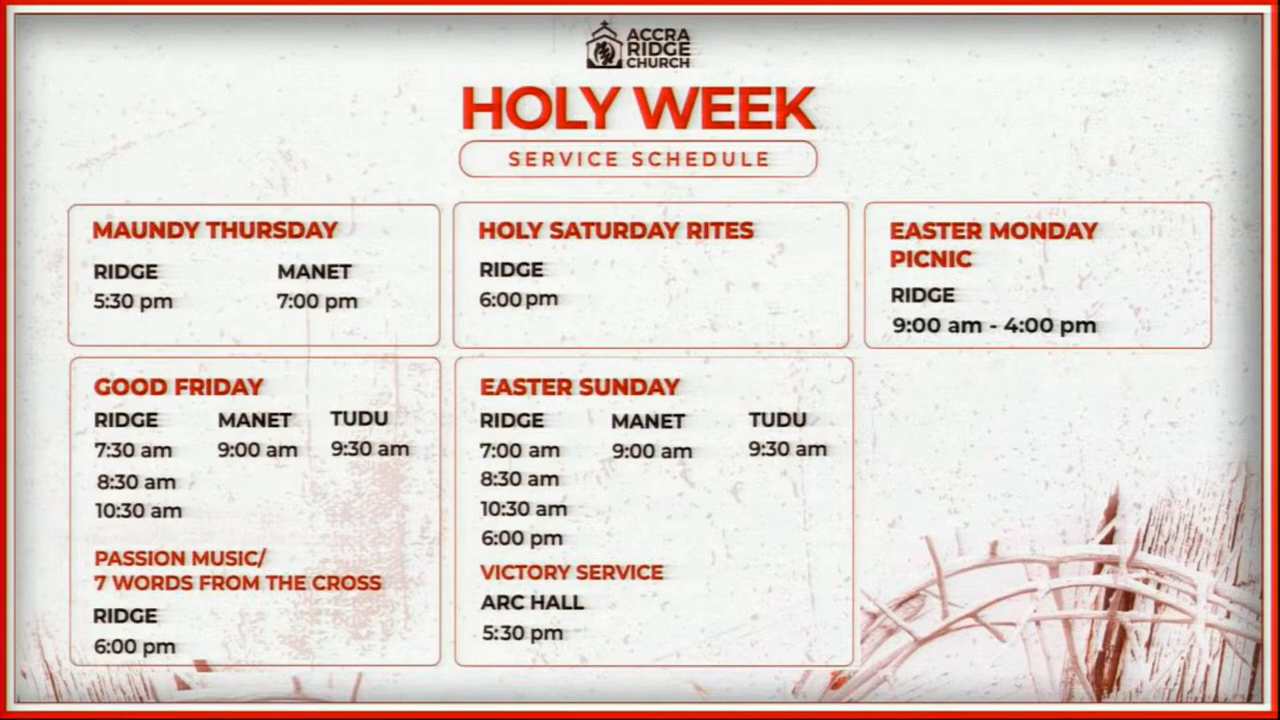 ACCRA
RIDGE
CHURCH
HOLY WEEK
SERVICE SCHEDULE
MAUNDY THURSDAY
RIDGE MANET
5:30 pm 7:00 pm
HOLY SATURDAY RITES
RIDGE
6:00 pm
EASTER MONDAY
PICNIC
RIDGE
9:00 am - 4:00 pm
GOOD FRIDAY
RIDGE MANET TUDU
7:30 am 9:00 am 9:30 am
8:30 am
10:30 am
PASSION MUSIC/
7 WORDS FROM THE CROSS
RIDGE
6:00 pm
EASTER SUNDAY
RIDGE MANET TUDU
7:00 am 9:00 am 9:30 am
8:30 am
10:30 am
6:00 pm
VICTORY SERVICE
ARC HALL
5:30 pm